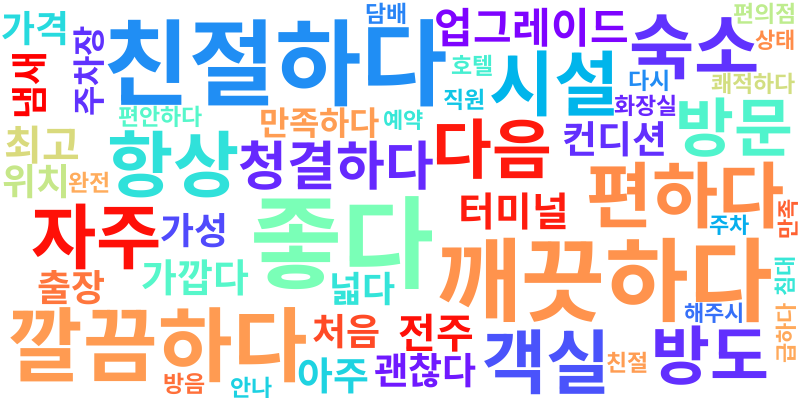 가격
담배
업그레이드
편의점
친절하다
숙소
상태
냄새
주차장
호텔
시설
다시
쾌적하다
직원
화장실
편안하다
만족하다
예약
최고
항상
청결하다
다음
컨디션
방문
위치
완전
편하다
만족
자주
가성
좋다
터미널
주차
깨끗하다
가깝다
출장
넓다
침대
해주시
급하다
깔끔하다
처음
전주
객실
방도
친절
방음
안나
아주
괜찮다